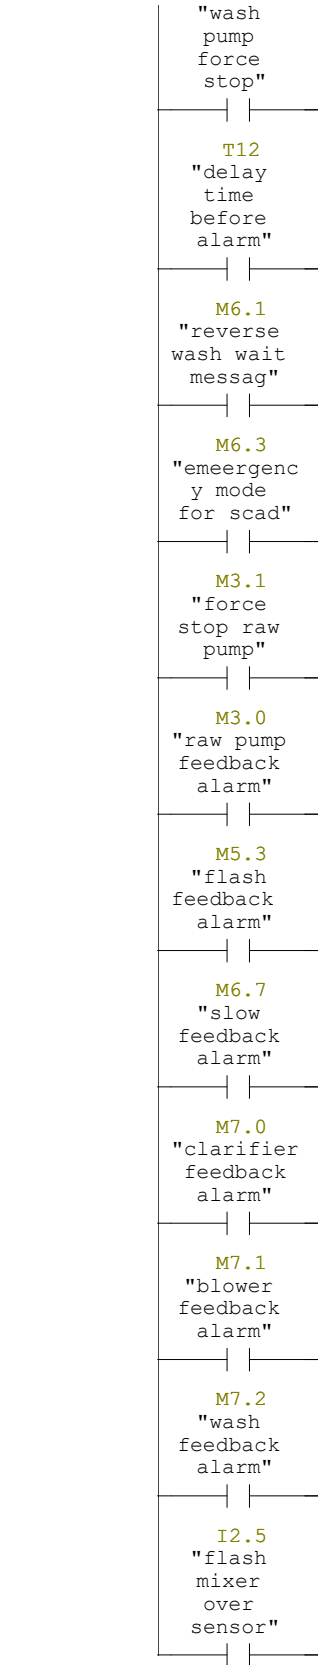 "wash
pump
force
stop"
T12
"delay
time
before
alarm"
M6.1
"reverse
wash wait
messag"
M6.3
"emeergenc
y mode
for scad"
M3.1
"force
stop raw
pump"
M3.0
"raw pump
feedback
alarm"
M5.3
"flash
feedback
alarm"
M6.7
"slow
feedback
alarm"
M7.0
"clarifier
feedback
alarm"
M7.1
"blower
feedback
alarm"
M7.2
"wash
feedback
alarm"
I2.5
"flash
mixer
over
sensor"